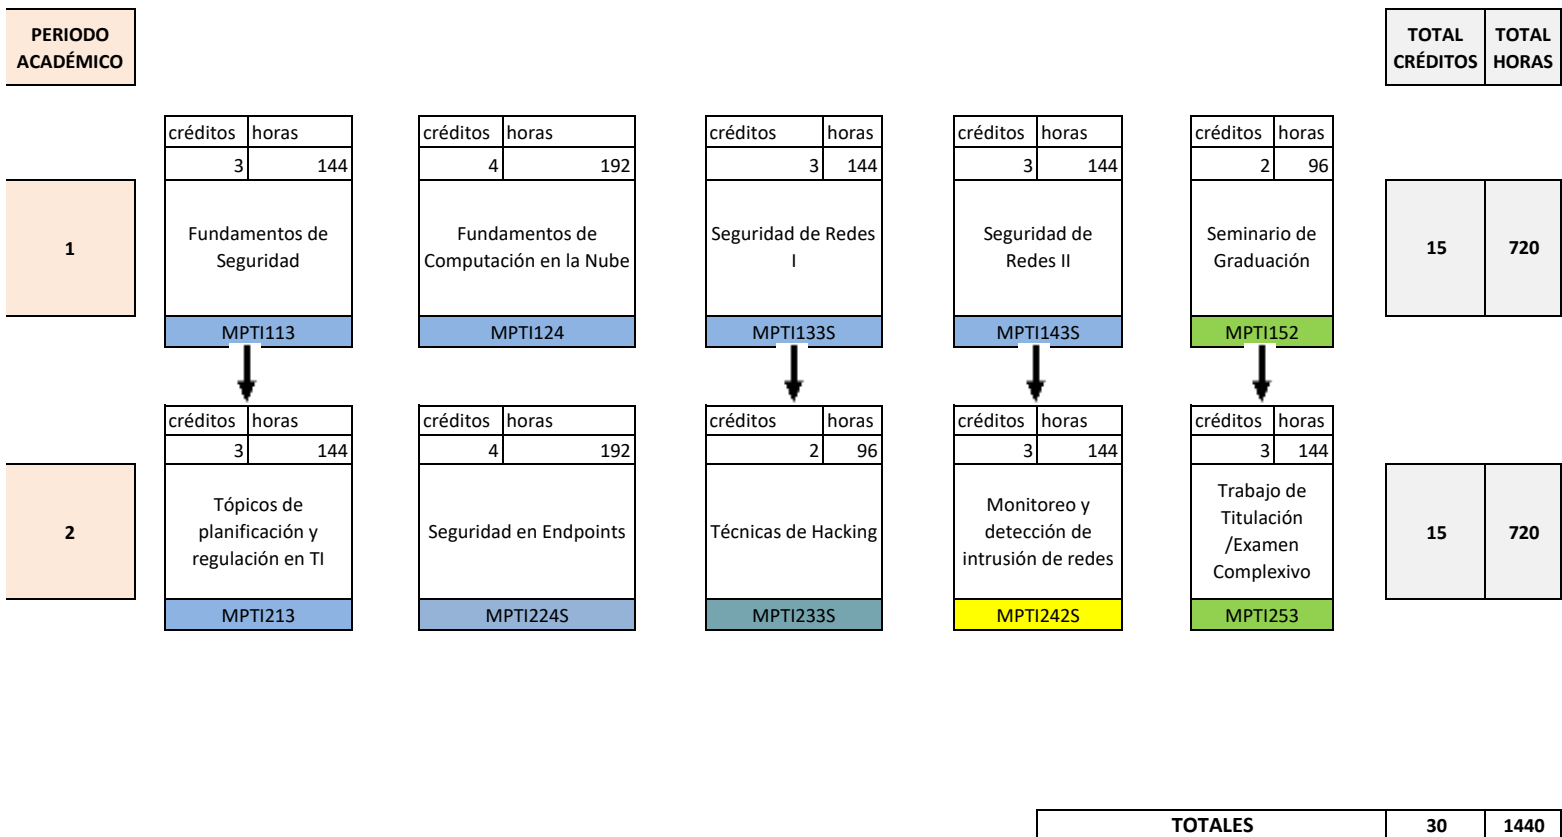 PERIODO
ACADÉMICO
TOTAL
CRÉDITOS
TOTAL
HORAS
créditos horas
3 144
créditos horas
4 192
créditos horas
3 144
créditos horas
3 144
créditos horas
2 96
1
Fundamentos de
Seguridad
Fundamentos de
Computación en la Nube
Seguridad de Redes
I
Seguridad de
Redes II
Seminario de
Graduación
15 720
MPTI113
MPTI124
MPTI133S
MPTI143S
MPTI152
créditos horas
3 144
créditos horas
4 192
créditos horas
2 96
créditos horas
3 144
créditos horas
3 144
2
Tópicos de
planificación y
regulación en TI
Seguridad en Endpoints
Técnicas de Hacking
Monitoreo y
detección de
intrusión de redes
Trabajo de
Titulación
/Examen
Complexivo
15 720
MPTI213
MPTI224S
MPTI233S
MPTI242S
MPTI253
TOTALES 30 1440